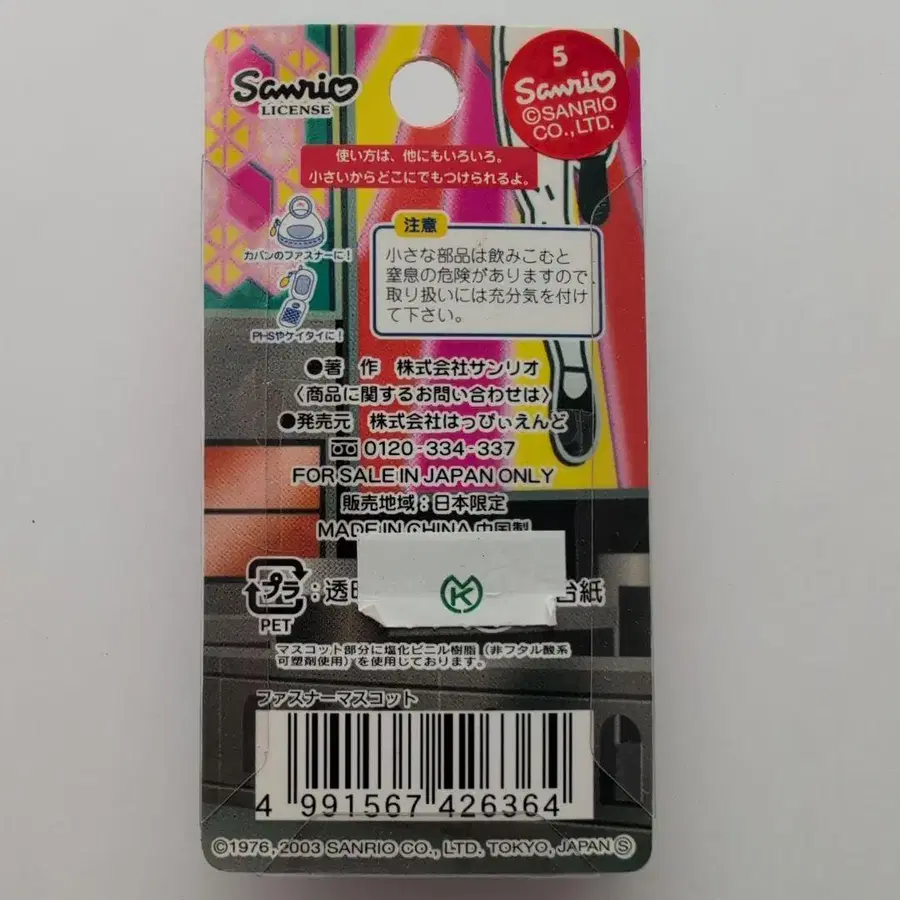 Sanrio
LICENSE
5
Sanrio
©SANRIO
CO., LTD.
使い方は、他にもいろいろ。
小さいからどこにでもつけられるよ。
カバンのファスナーに!
PHSやケイタイに!
注意
小さな部品は飲みこむと
窒息の危険がありますので、
取り扱いには充分気を付け
て下さい。
●著 作 株式会社サンリオ
〈商品に関するお問い合わせは〉
●発売元 株式会社はっぴぃえんど
0120-334-337
FOR SALE IN JAPAN ONLY
販売地域:日本限定
MADE IN CHINA 中国製
プラ
PET
:透
台紙
マスコット部分に塩化ビニル樹脂(非フタル酸系
可塑剤使用)を使用しております。
ファスナーマスコット
4 991567 426364
©1976, 2003 SANRIO CO., LTD. TOKYO, JAPAN Ⓢ